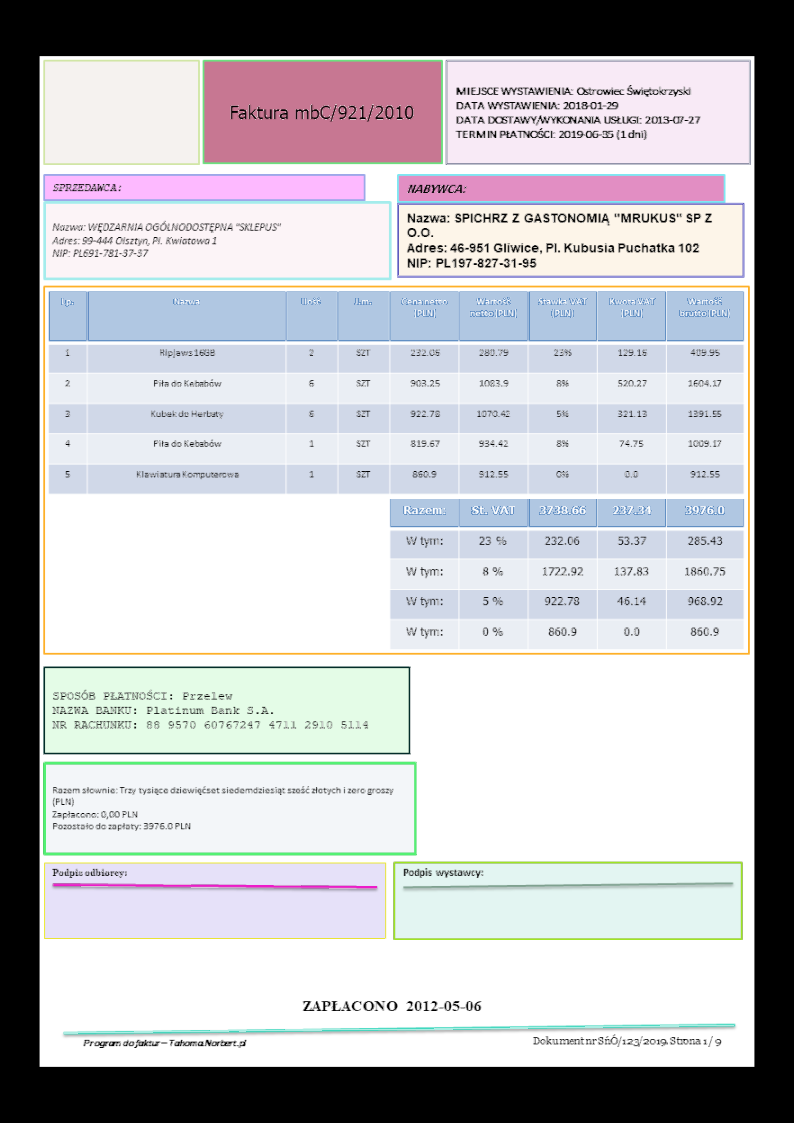 Faktura mbC/921/2010
MIEJSCE WYSTAWIENIA: Ostrowiec Świętokrzyski
DATA WYSTAWIENIA: 2018-01-29
DATA DOSTAWY/WYKONANIA USŁUGI: 2013-07-27
TERMIN PŁATNOŚCI: 2019-06-35 (1 dni)
SPRZEDAWCA:
NABYWCA:
Nazwa: WĘDZARNIA OGÓLNODOSTĘPNA "SKLEPUS"
Adres: 99-444 Olsztyn, Pl. Kwiatowa 1
NIP: PL691-781-37-37
Nazwa: SPICHRZ Z GASTONOMIĄ "MRUKUS" SP Z
O.O.
Adres: 46-951 Gliwice, Pl. Kubusia Puchatka 102
NIP: PL197-827-31-95
Lp. Nazwa Ilość J.m. Cena netto (PLN) Wartość netto (PLN) Stawka VAT (PLN) Kwota VAT (PLN) Wartość brutto (PLN)
1 Ripjaws 16GB 2 SZT 232.06 280.79 23% 129.16 409.95
2 Piła do Kebabów 6 SZT 903.25 1083.9 8% 520.27 1604.17
3 Kubek do Herbaty 6 SZT 922.78 1070.42 5% 321.13 1391.55
4 Piła do Kebabów 1 SZT 819.67 934.42 8% 74.75 1009.17
5 Klawiatura Komputerowa 1 SZT 860.9 912.55 0% 0.0 912.55
Razem: St. VAT 3738.66 237.34 3976.0
W tym: 23 % 232.06 53.37 285.43
W tym: 8 % 1722.92 137.83 1860.75
W tym: 5 % 922.78 46.14 968.92
W tym: 0 % 860.9 0.0 860.9
SPOSÓB PŁATNOŚCI: Przelew
NAZWA BANKU: Platinum Bank S.A.
NR RACHUNKU: 88 9570 60767247 4711 2910 5114
Razem słownie: Trzy tysiące dziewięćset siedemdziesiąt sześć złotych i zero groszy
(PLN)
Zapłacono: 0,00 PLN
Pozostało do zapłaty: 3976.0 PLN
Podpis odbiorcy:
Podpis wystawcy:
ZAPŁACONO 2012-05-06
Program do faktur – Tahoma.Norbert.pl
Dokument nr SńÓ/123/2019. Strona 1 / 9